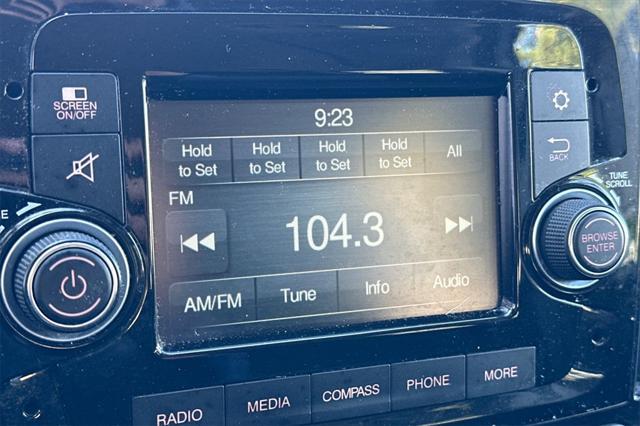 SCREEN
ON/OFF
9:23
Hold
to Set
Hold
to Set
Hold
to Set
Hold
to Set
All
FM
104.3
AM/FM
Tune
Info
Audio
BACK
TUNE
SCROLL
BROWSE
ENTER
RADIO
MEDIA
COMPASS
PHONE
MORE